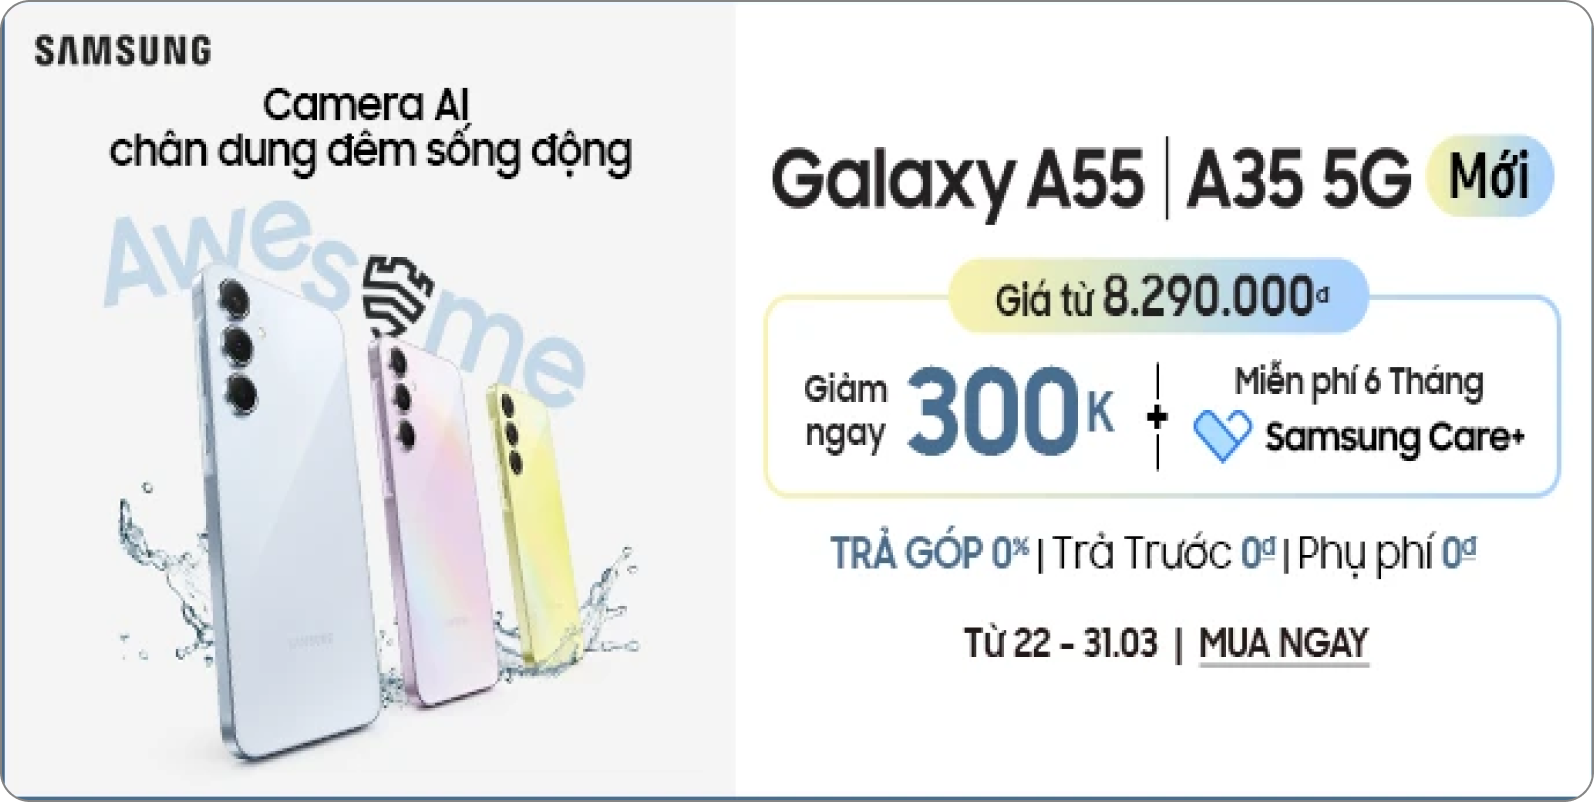 SAMSUNG
Camera AI
chân dung đêm sống động
Awesome
SAMSUNG
Galaxy A55 | A35 5G Mới
Giá từ 8.290.000đ
Giảm ngay 300K + Miễn phí 6 Tháng Samsung Care+
TRẢ GÓP 0% | Trả Trước 0đ | Phụ phí 0đ
Từ 22 - 31.03 | MUA NGAY